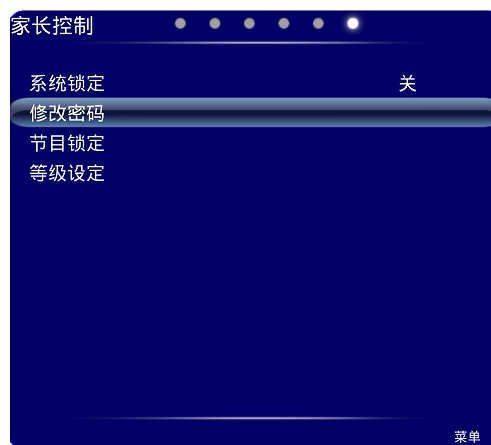 家长控制
系统锁定 关
修改密码
节目锁定
等级设定
菜单